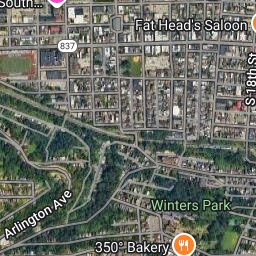 South...
Fat Head's Saloon
837
S 18th St
Winters Park
Arlington Ave
350° Bakery